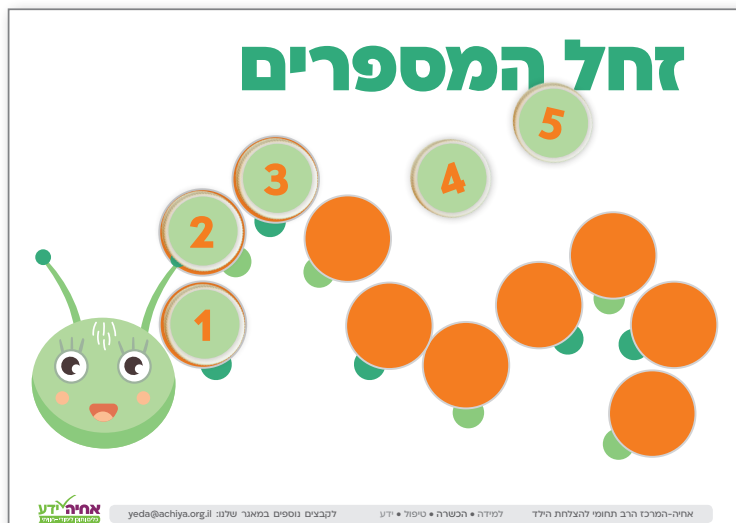 זחל המספרים
5
4
3
2
1
אחיה ידע
אחיה-המרכז הרב תחומי להצלחת הילד
למידה • הכשרה • טיפול • ידע
לקבצים נוספים במאגר שלנו: yeda@achiya.org.il